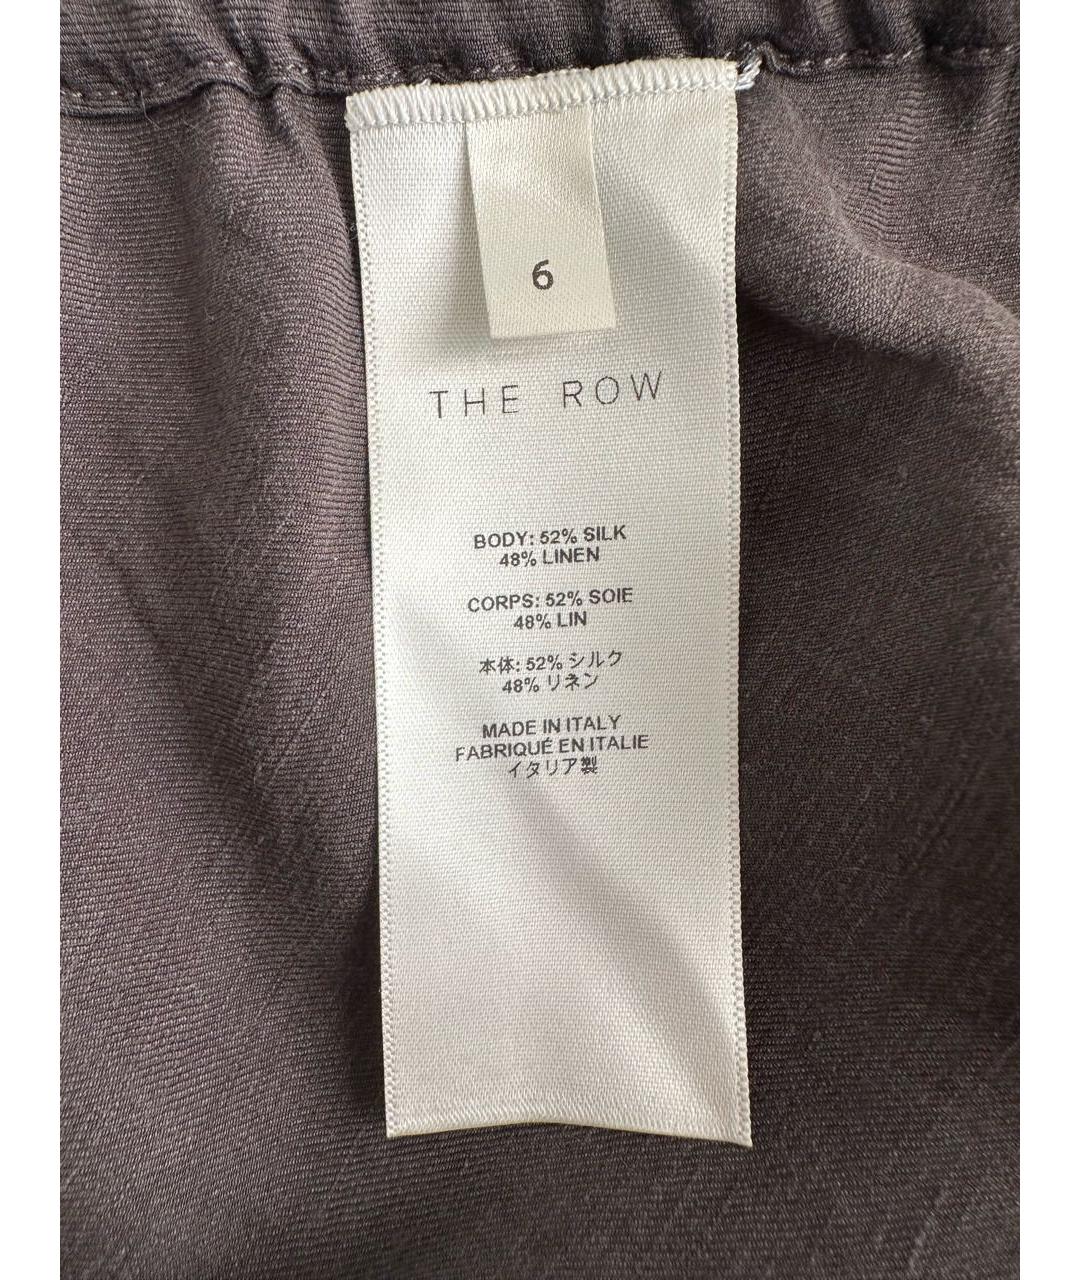 6
THE ROW
BODY: 52% SILK
48% LINEN
CORPS: 52% SOIE
48% LIN
本体: 52% シルク
48% リネン
MADE IN ITALY
FABRIQUÉ EN ITALIE
イタリア製